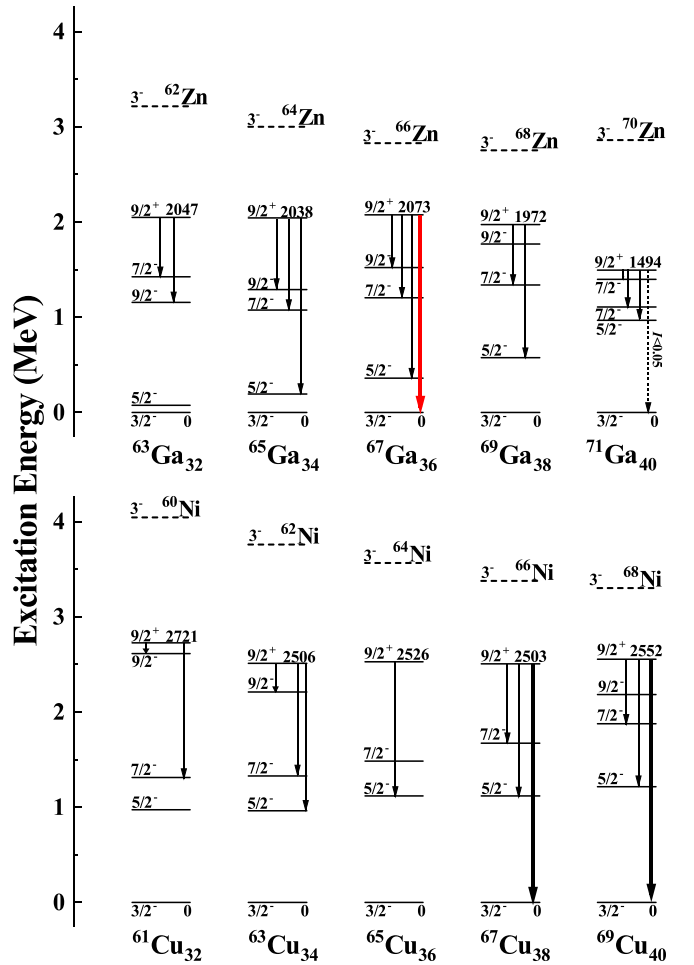 Excitation Energy (MeV)
4
3
2
1
0
3- ⁶²Zn
9/2+ 2047
7/2-
9/2-
5/2-
3/2- 0
⁶³Ga₃₂
3- ⁶⁴Zn
9/2+ 2038
9/2-
7/2-
5/2-
3/2- 0
⁶⁵Ga₃₄
3- ⁶⁶Zn
9/2+ 2073
9/2-
7/2-
5/2-
3/2- 0
⁶⁷Ga₃₆
3- ⁶⁸Zn
9/2+ 1972
9/2-
7/2-
5/2-
3/2- 0
⁶⁹Ga₃₈
3- ⁷⁰Zn
9/2+ 1494
7/2-
7/2-
5/2-
I<0.05
3/2- 0
⁷¹Ga₄₀
4
3
2
1
0
3- ⁶⁰Ni
9/2+ 2721
9/2-
7/2-
5/2-
3/2- 0
⁶¹Cu₃₂
3- ⁶²Ni
9/2+ 2506
9/2-
7/2-
5/2-
3/2- 0
⁶³Cu₃₄
3- ⁶⁴Ni
9/2+ 2526
7/2-
5/2-
3/2- 0
⁶⁵Cu₃₆
3- ⁶⁶Ni
9/2+ 2503
7/2-
5/2-
3/2- 0
⁶⁷Cu₃₈
3- ⁶⁸Ni
9/2+ 2552
9/2-
7/2-
5/2-
3/2- 0
⁶⁹Cu₄₀